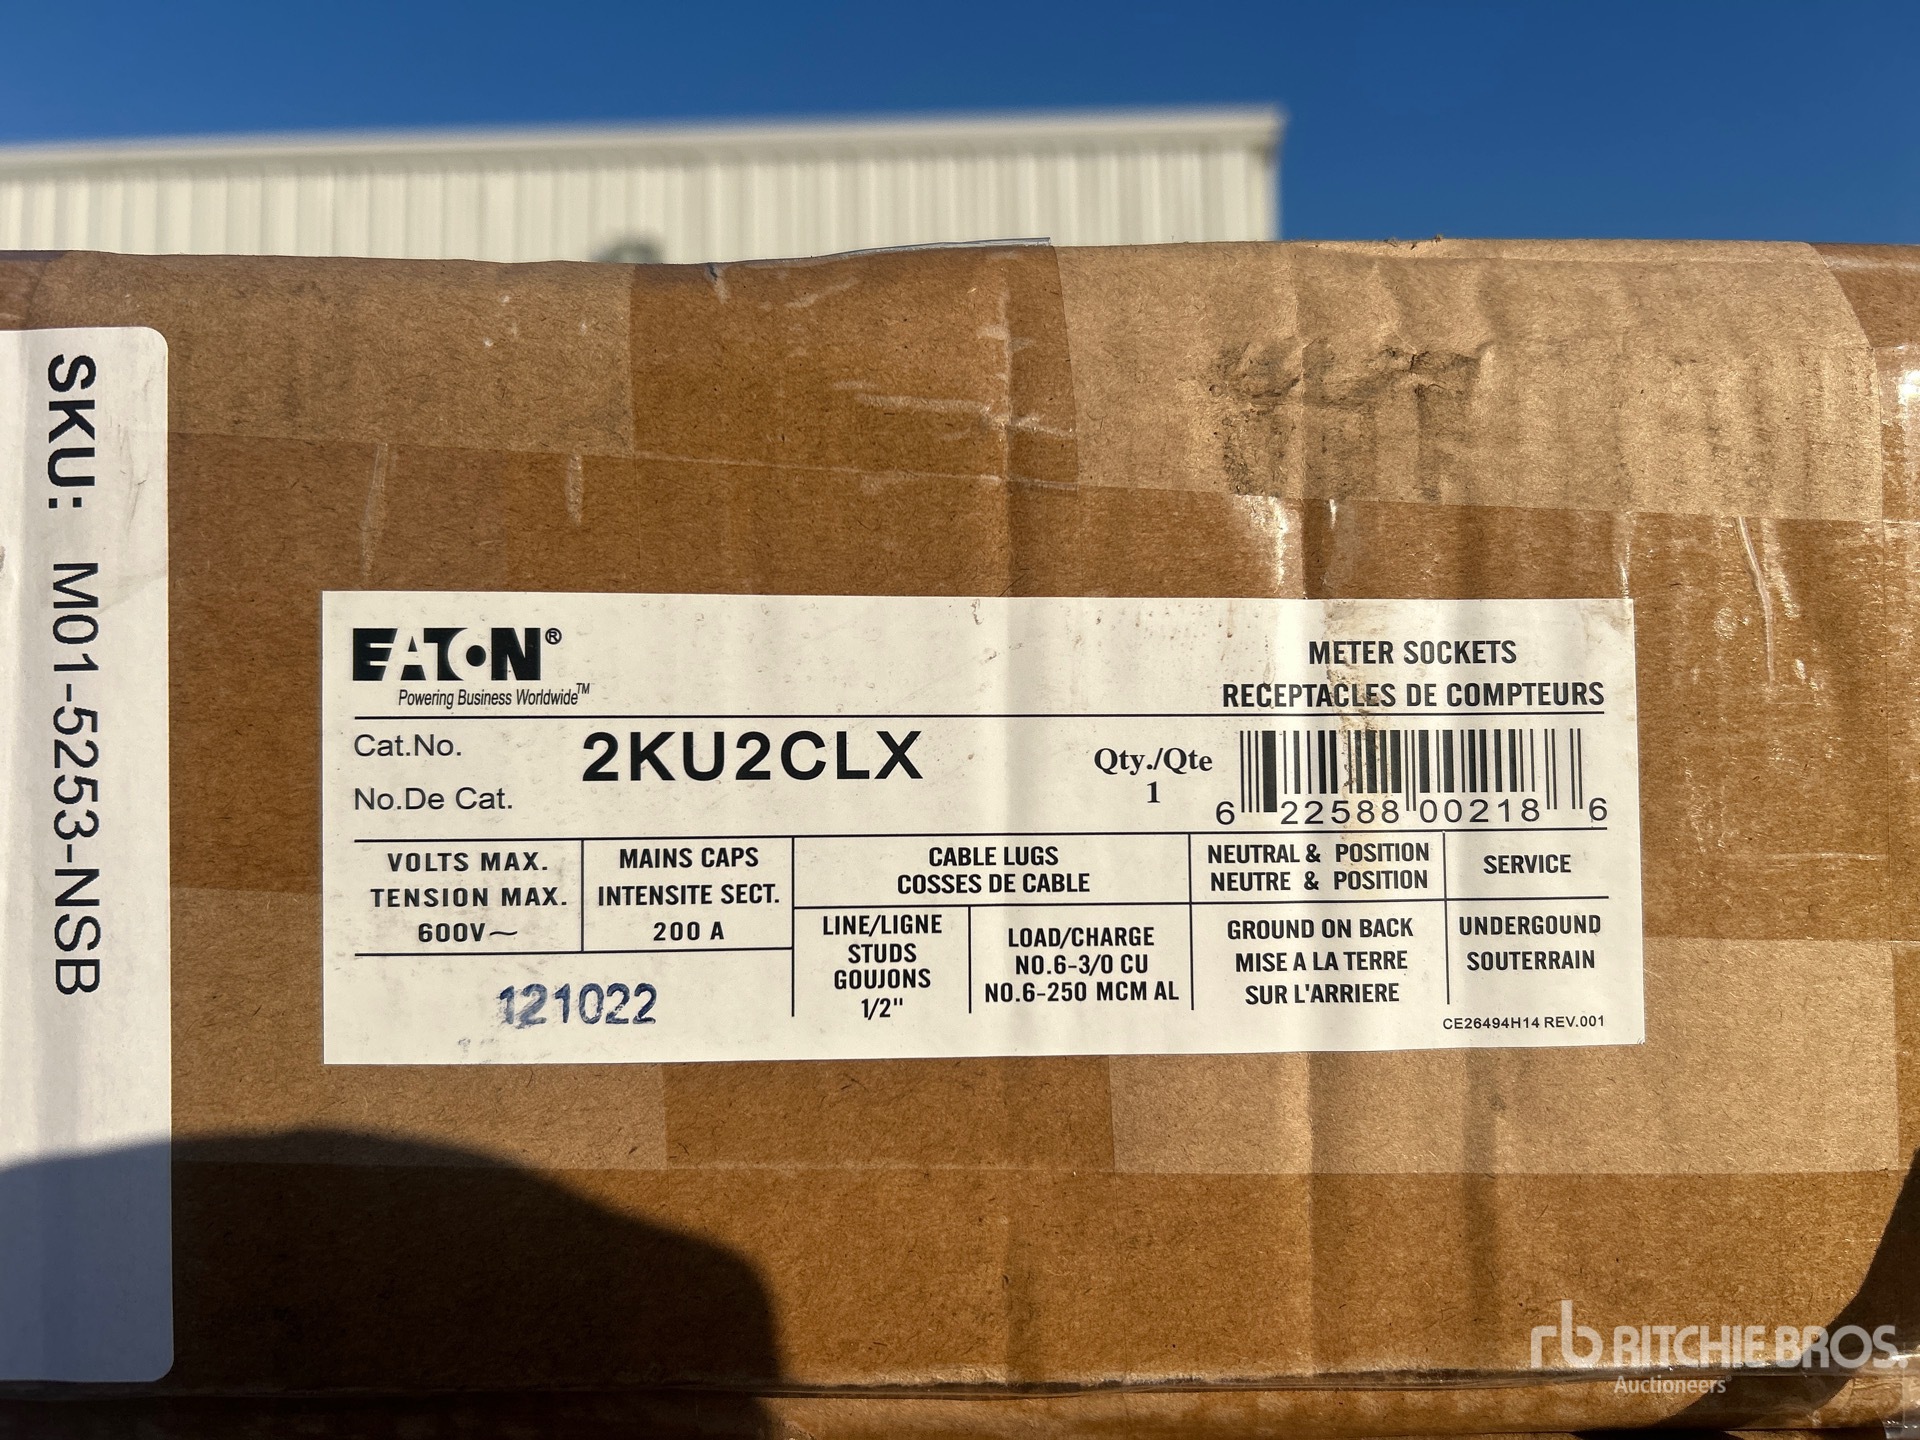 SKU: M01-5253-NSB
EATON®
Powering Business Worldwide™
METER SOCKETS
RECEPTACLES DE COMPTEURS
Cat.No.
No.De Cat.
2KU2CLX
Qty./Qte
1
6 22588 00218 6
VOLTS MAX.
TENSION MAX.
600V~
MAINS CAPS
INTENSITE SECT.
200 A
CABLE LUGS
COSSES DE CABLE
LINE/LIGNE
STUDS
GOUJONS
1/2"
LOAD/CHARGE
NO.6-3/0 CU
NO.6-250 MCM AL
NEUTRAL & POSITION
NEUTRE & POSITION
GROUND ON BACK
MISE A LA TERRE
SUR L'ARRIERE
SERVICE
UNDERGOUND
SOUTERRAIN
121022
CE26494H14 REV.001
rb RITCHIE BROS.
Auctioneers